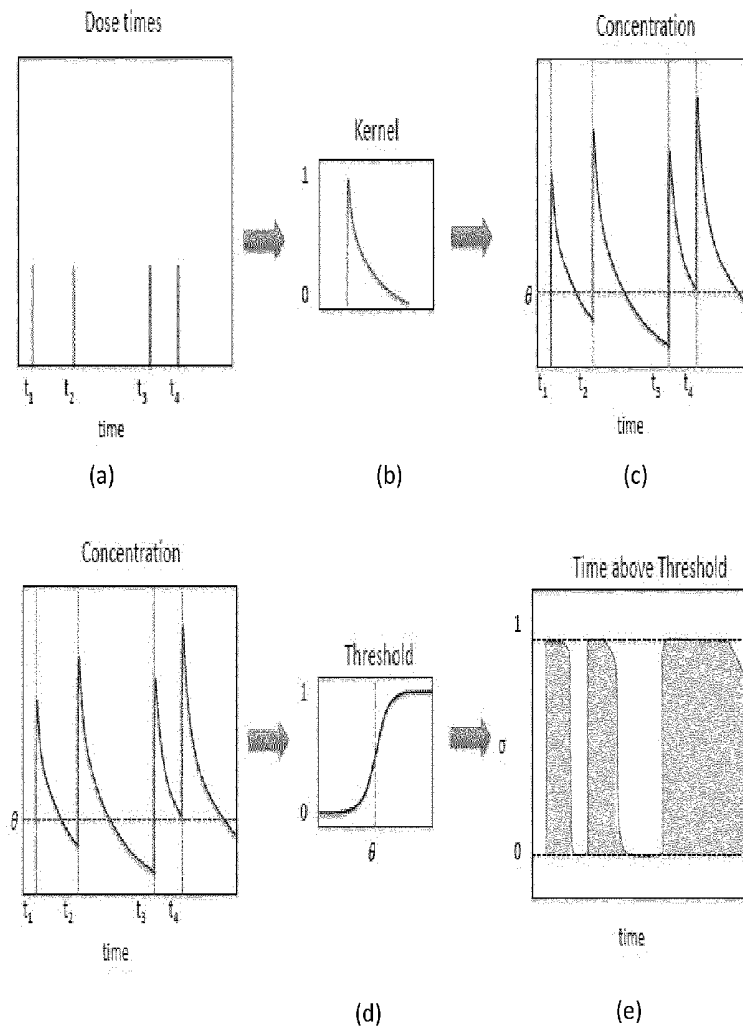 Dose times
t1 t2 t3 t4
time
(a)
Kernel
1
0
(b)
Concentration
θ
t1 t2 t3 t4
time
(c)
Concentration
θ
t1 t2 t3 t4
time
Threshold
1
0
θ
(d)
Time above Threshold
1
σ
0
time
(e)